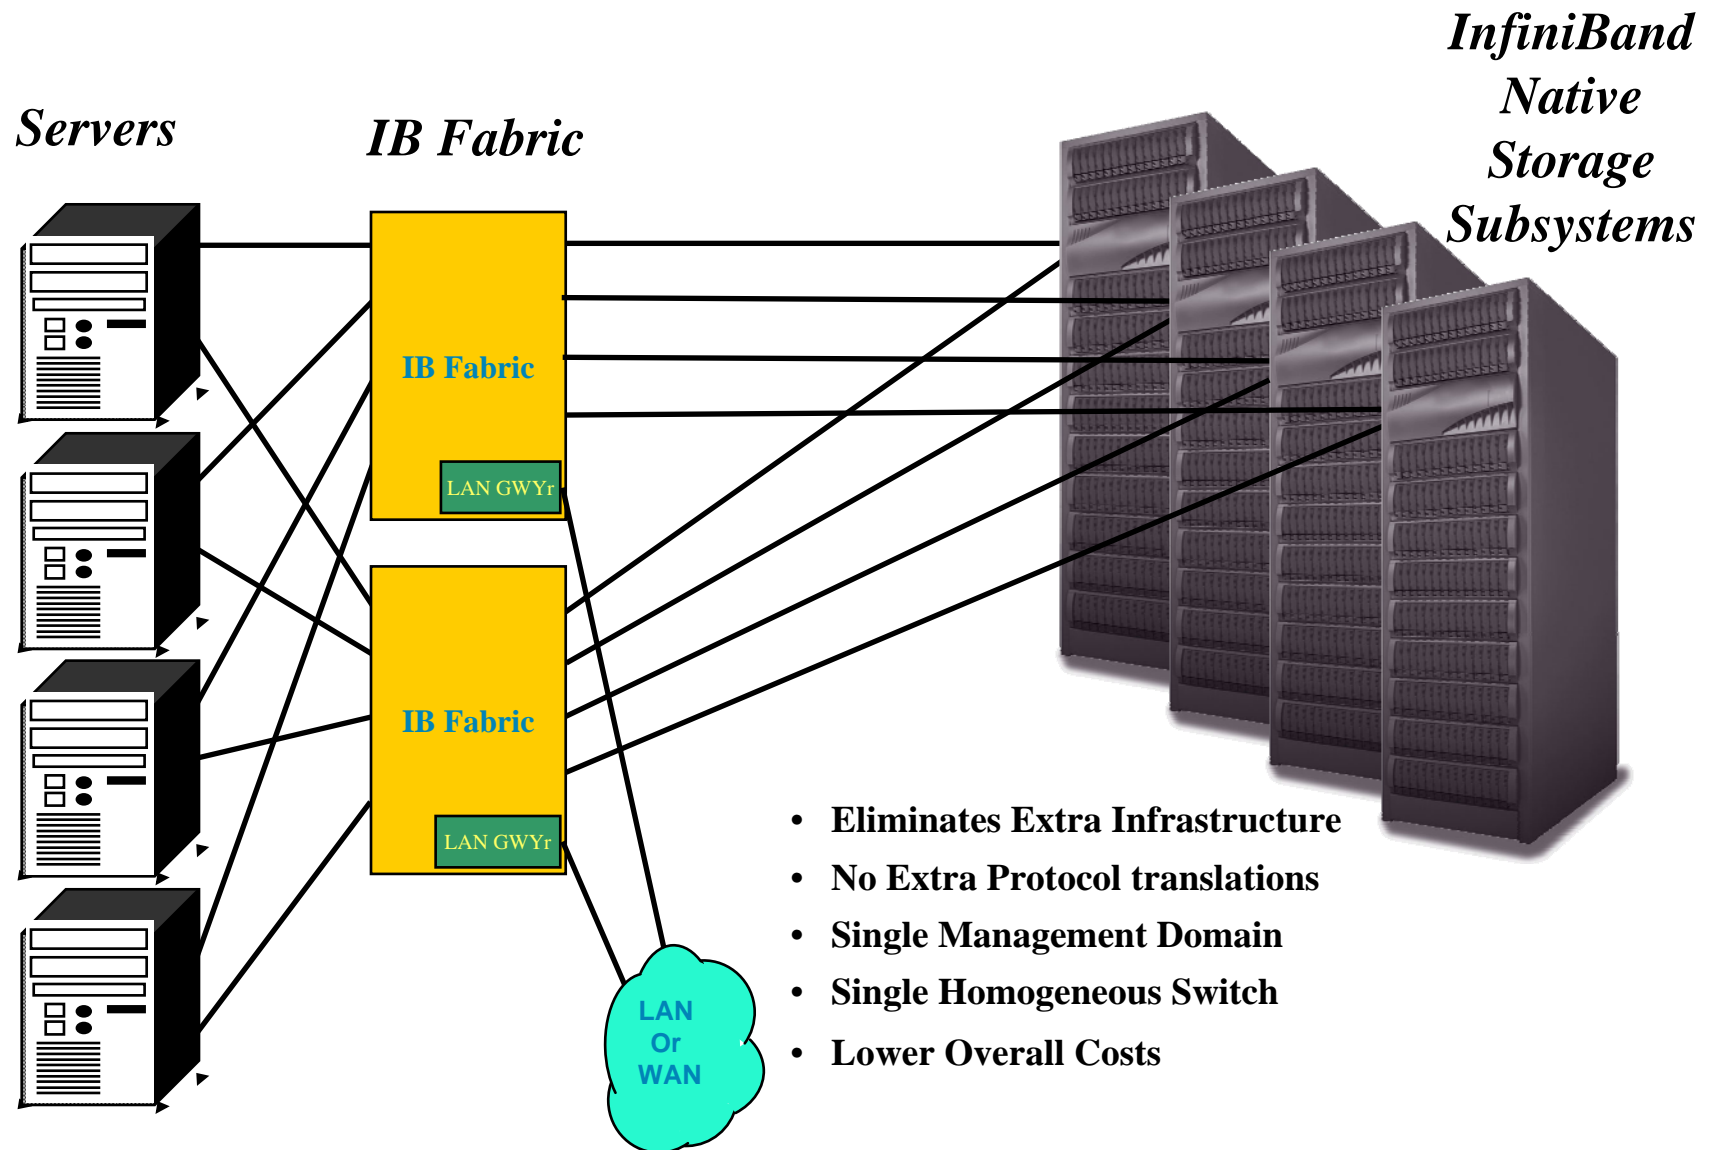 InfiniBand
Native
Storage
Subsystems
Servers
IB Fabric
IB Fabric
LAN GWYr
IB Fabric
LAN GWYr
LAN
Or
WAN
• Eliminates Extra Infrastructure
• No Extra Protocol translations
• Single Management Domain
• Single Homogeneous Switch
• Lower Overall Costs